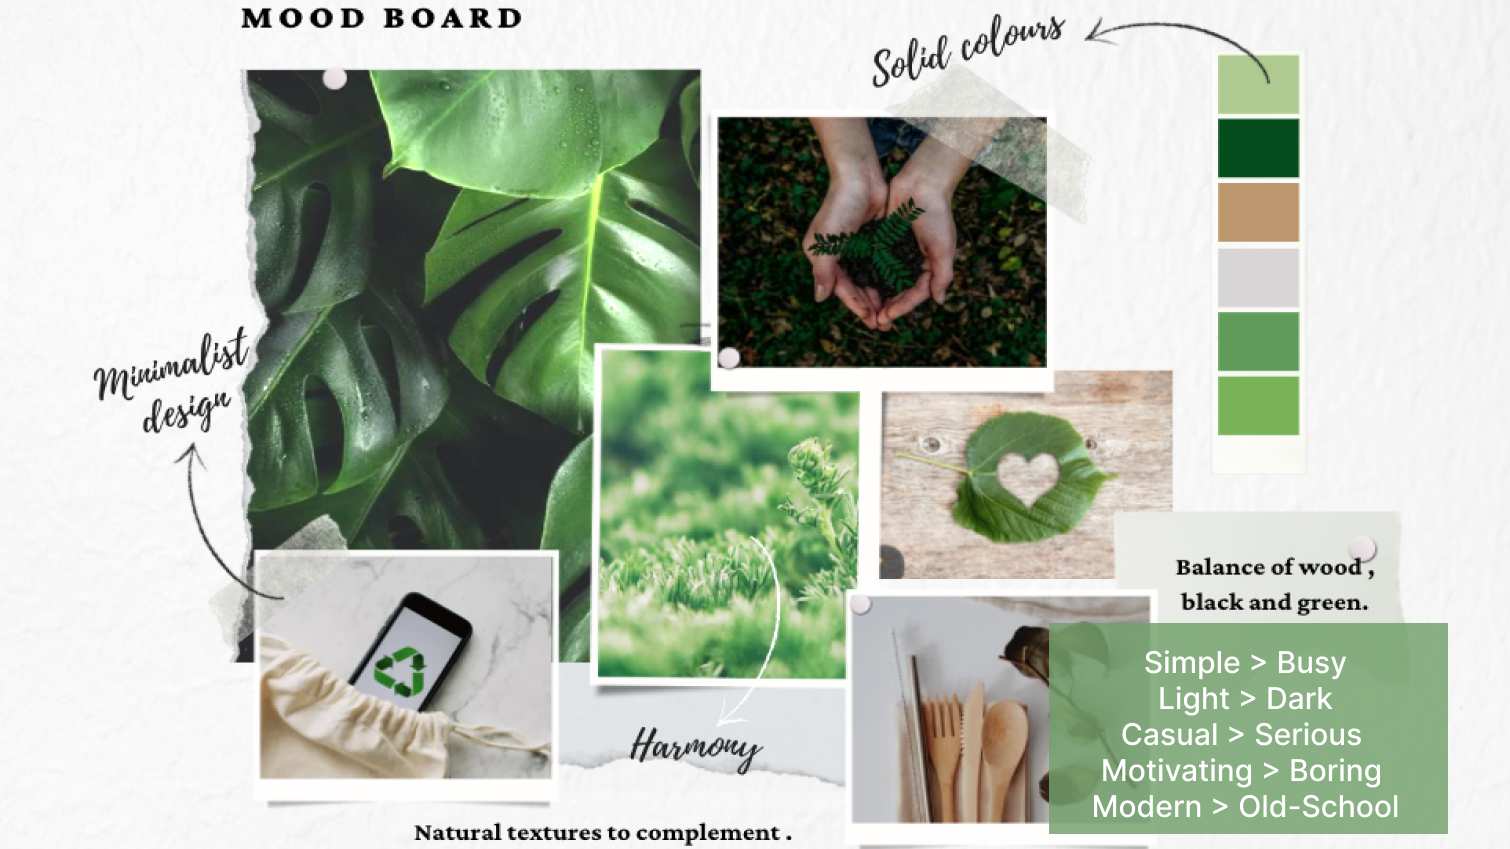 MOOD BOARD
Solid colours
Minimalist
design
Balance of wood ,
black and green.
Simple > Busy
Light > Dark
Casual > Serious
Motivating > Boring
Modern > Old-School
Harmony
Natural textures to complement .